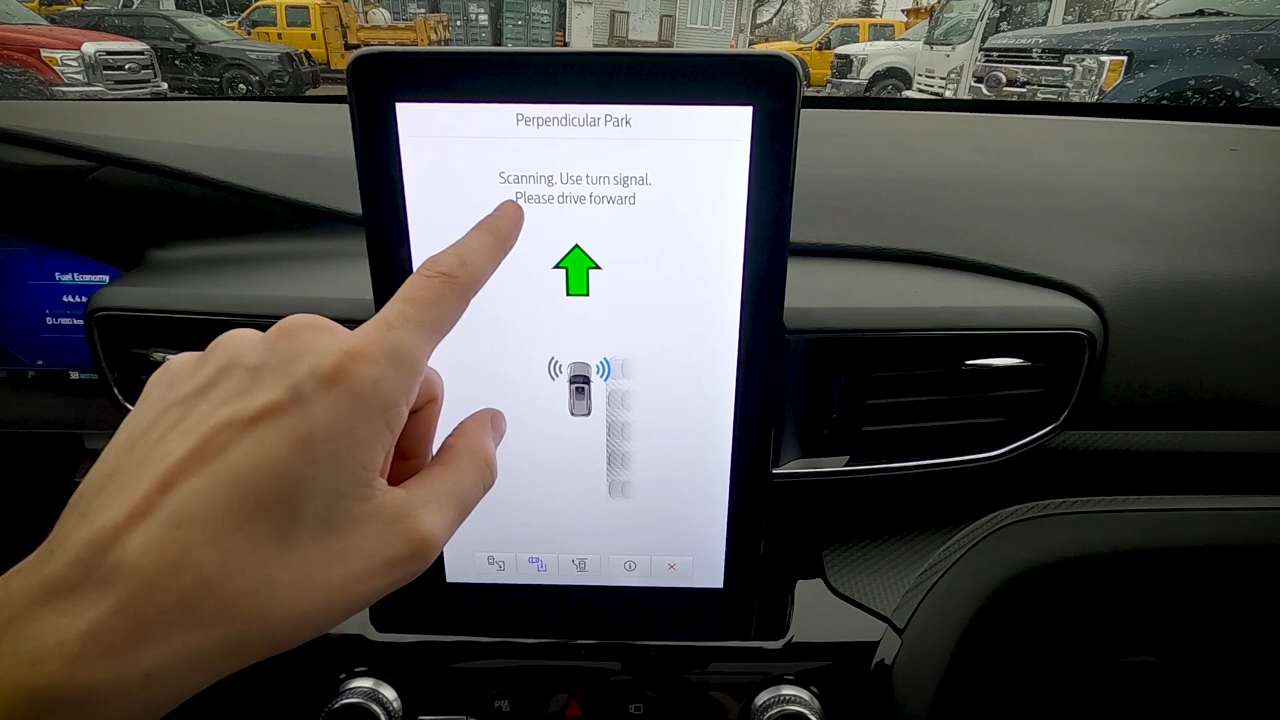 Perpendicular Park
Scanning. Use turn signal.
Please drive forward
Fuel Economy